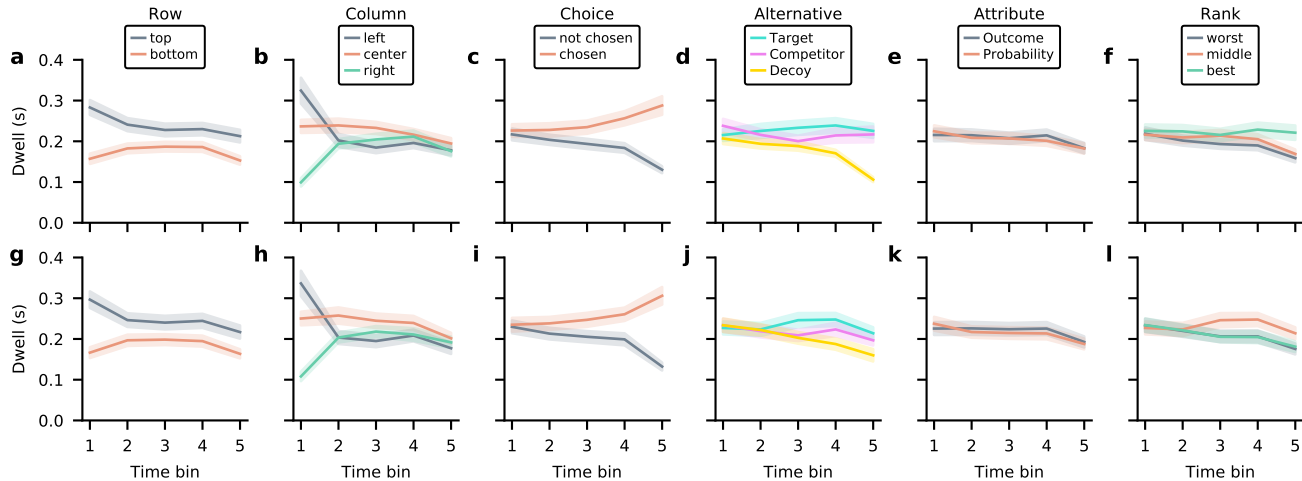 Row
Column
Choice
Alternative
Attribute
Rank
top
bottom
left
center
right
not chosen
chosen
Target
Competitor
Decoy
Outcome
Probability
worst
middle
best
a
b
c
d
e
f
0.4
0.3
0.2
0.1
0.0
Dwell (s)
g
h
i
j
k
l
0.4
0.3
0.2
0.1
0.0
Dwell (s)
1 2 3 4 5
1 2 3 4 5
1 2 3 4 5
1 2 3 4 5
1 2 3 4 5
1 2 3 4 5
Time bin
Time bin
Time bin
Time bin
Time bin
Time bin